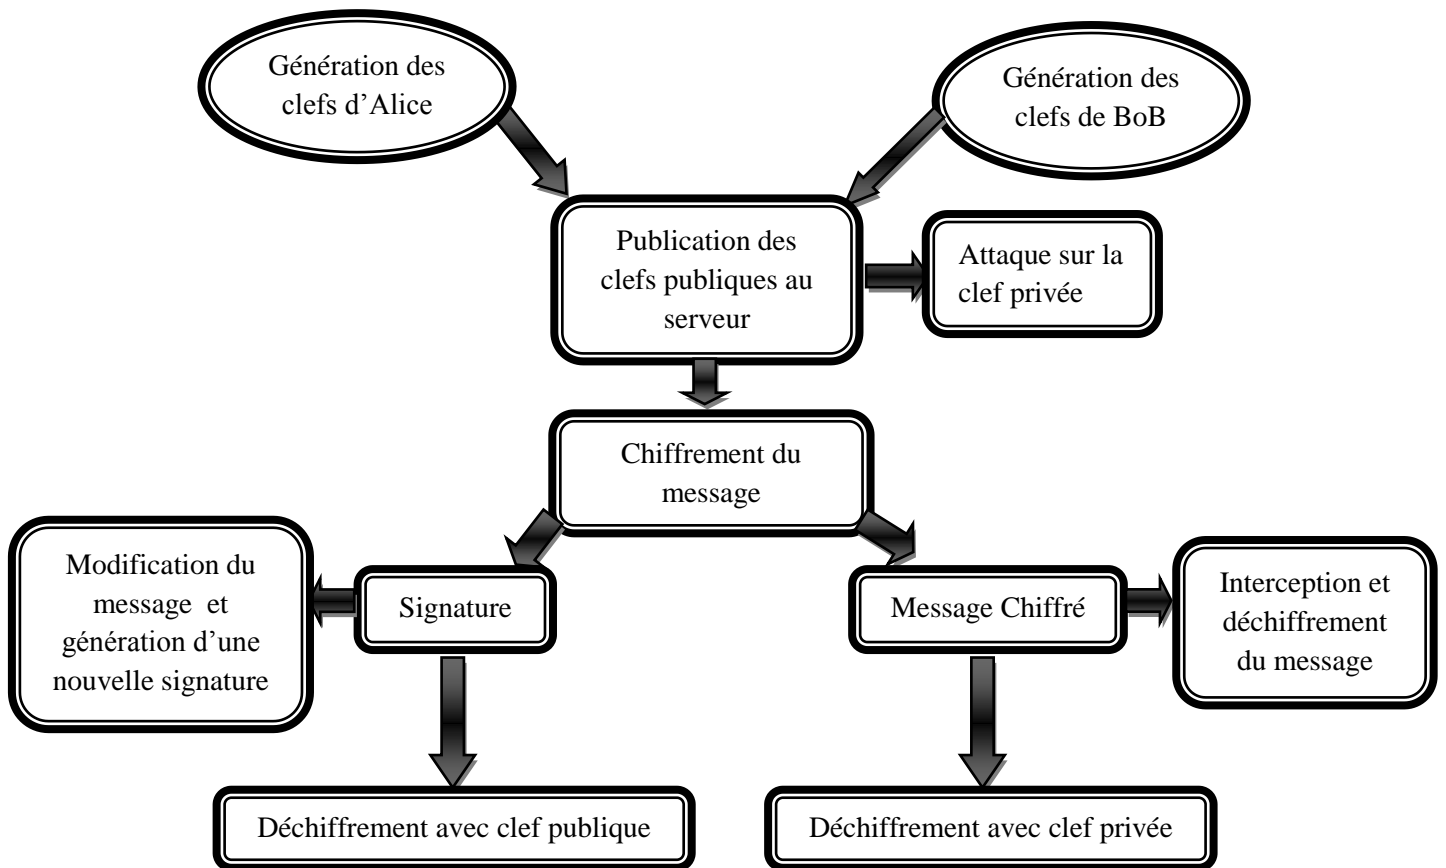 Génération des
clefs d’Alice
Génération des
clefs de BoB
Publication des
clefs publiques au
serveur
Attaque sur la
clef privée
Chiffrement du
message
Modification du
message et
génération d’une
nouvelle signature
Signature
Message Chiffré
Interception et
déchiffrement
du message
Déchiffrement avec clef publique
Déchiffrement avec clef privée